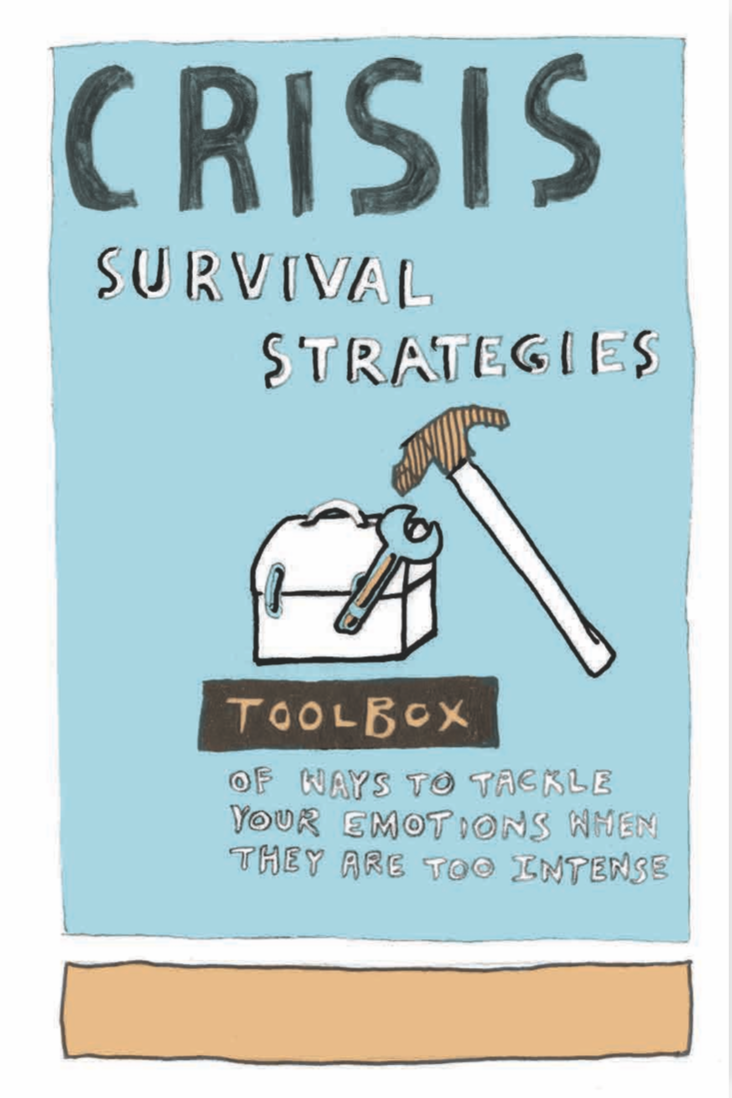 CRISIS
SURVIVAL
STRATEGIES
TOOLBOX
OF WAYS TO TACKLE
YOUR EMOTIONS WHEN
THEY ARE TOO INTENSE